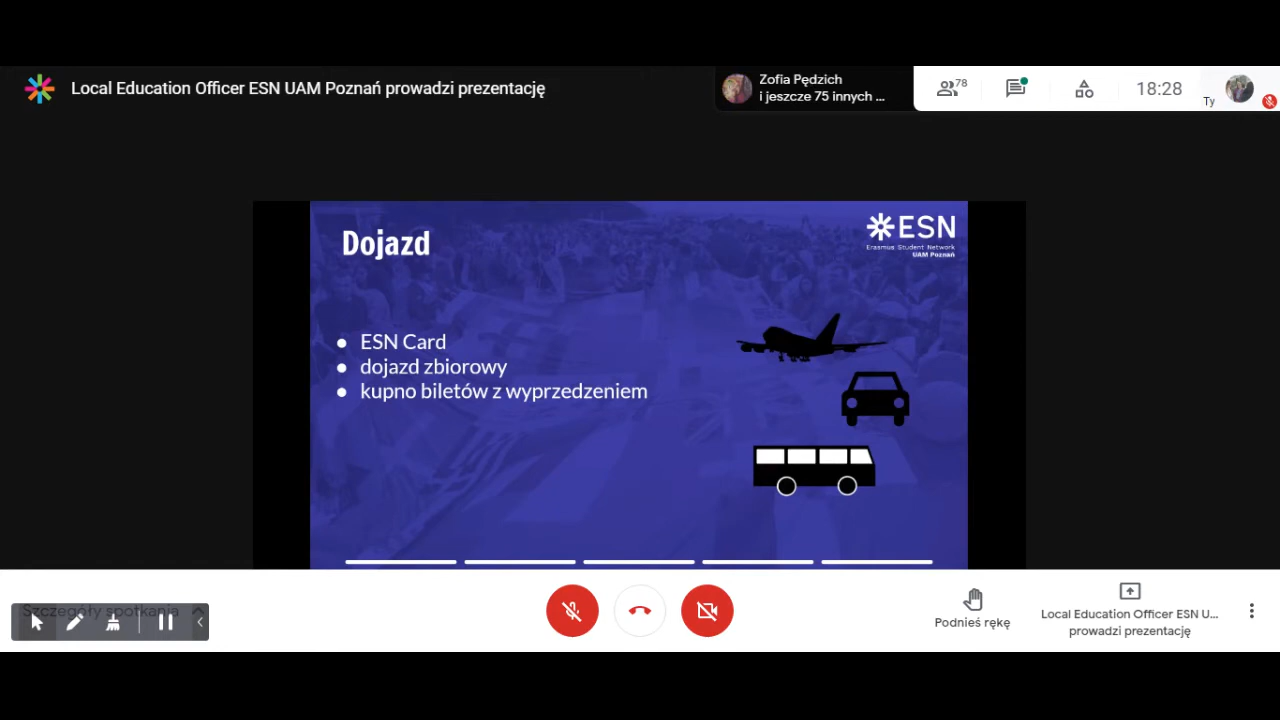 Local Education Officer ESN UAM Poznań prowadzi prezentację
Zofia Pędzich
i jeszcze 75 innych ...
78
18:28
Ty
Dojazd
ESN
Erasmus Student Network
UAM Poznań
● ESN Card
● dojazd zbiorowy
● kupno biletów z wyprzedzeniem
Szczegóły spotkania
Podnieś rękę
Local Education Officer ESN U...
prowadzi prezentację